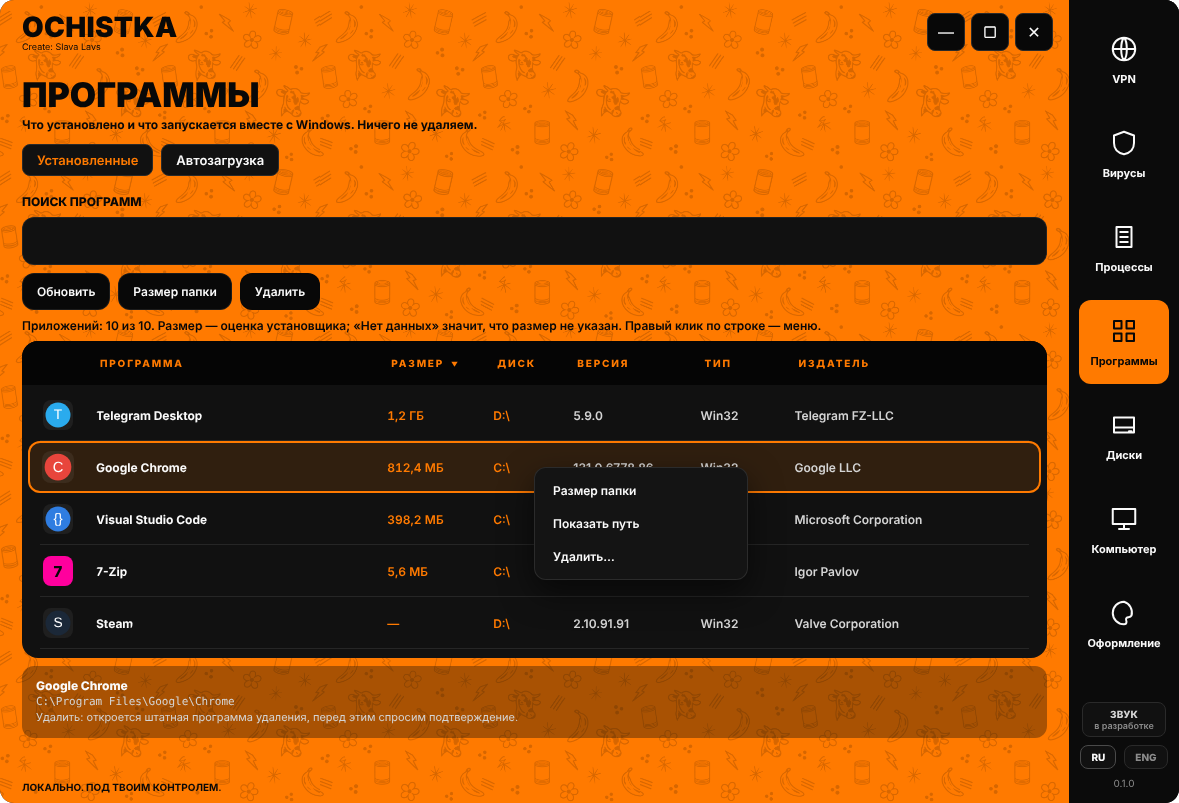 OCHISTKA
Create: Slava Lavs
ПРОГРАММЫ
Что установлено и что запускается вместе с Windows. Ничего не удаляем.
Установленные Автозагрузка
ПОИСК ПРОГРАММ
Обновить Размер папки Удалить
Приложений: 10 из 10. Размер — оценка установщика; «Нет данных» значит, что размер не указан. Правый клик по строке — меню.
ПРОГРАММА РАЗМЕР ▼ ДИСК ВЕРСИЯ ТИП ИЗДАТЕЛЬ
T Telegram Desktop 1,2 ГБ D:\ 5.9.0 Win32 Telegram FZ-LLC
C Google Chrome 812,4 МБ C:\ Win32 Google LLC
{} Visual Studio Code 398,2 МБ C:\ Microsoft Corporation
7 7-Zip 5,6 МБ C:\ Igor Pavlov
S Steam — D:\ 2.10.91.91 Win32 Valve Corporation
Размер папки
Показать путь
Удалить...
Google Chrome
C:\Program Files\Google\Chrome
Удалить: откроется штатная программа удаления, перед этим спросим подтверждение.
ЛОКАЛЬНО. ПОД ТВОИМ КОНТРОЛЕМ.
VPN
Вирусы
Процессы
Программы
Диски
Компьютер
Оформление
ЗВУК
в разработке
RU ENG
0.1.0